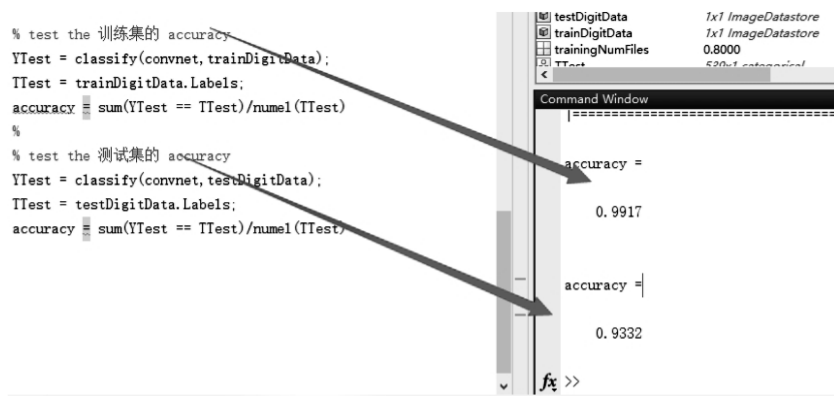 % test the 训练集的 accuracy
YTest = classify(convnet,trainDigitData);
TTest = trainDigitData.Labels;
accuracy = sum(YTest == TTest)/numel(TTest)
%
% test the 测试集的 accuracy
YTest = classify(convnet,testDigitData);
TTest = testDigitData.Labels;
accuracy = sum(YTest == TTest)/numel(TTest)
testDigitData 1x1 ImageDatastore
trainDigitData 1x1 ImageDatastore
trainingNumFiles 0.8000
TTest 539x1 categorical
Command Window
accuracy =
0.9917
accuracy =
0.9332
fx >>